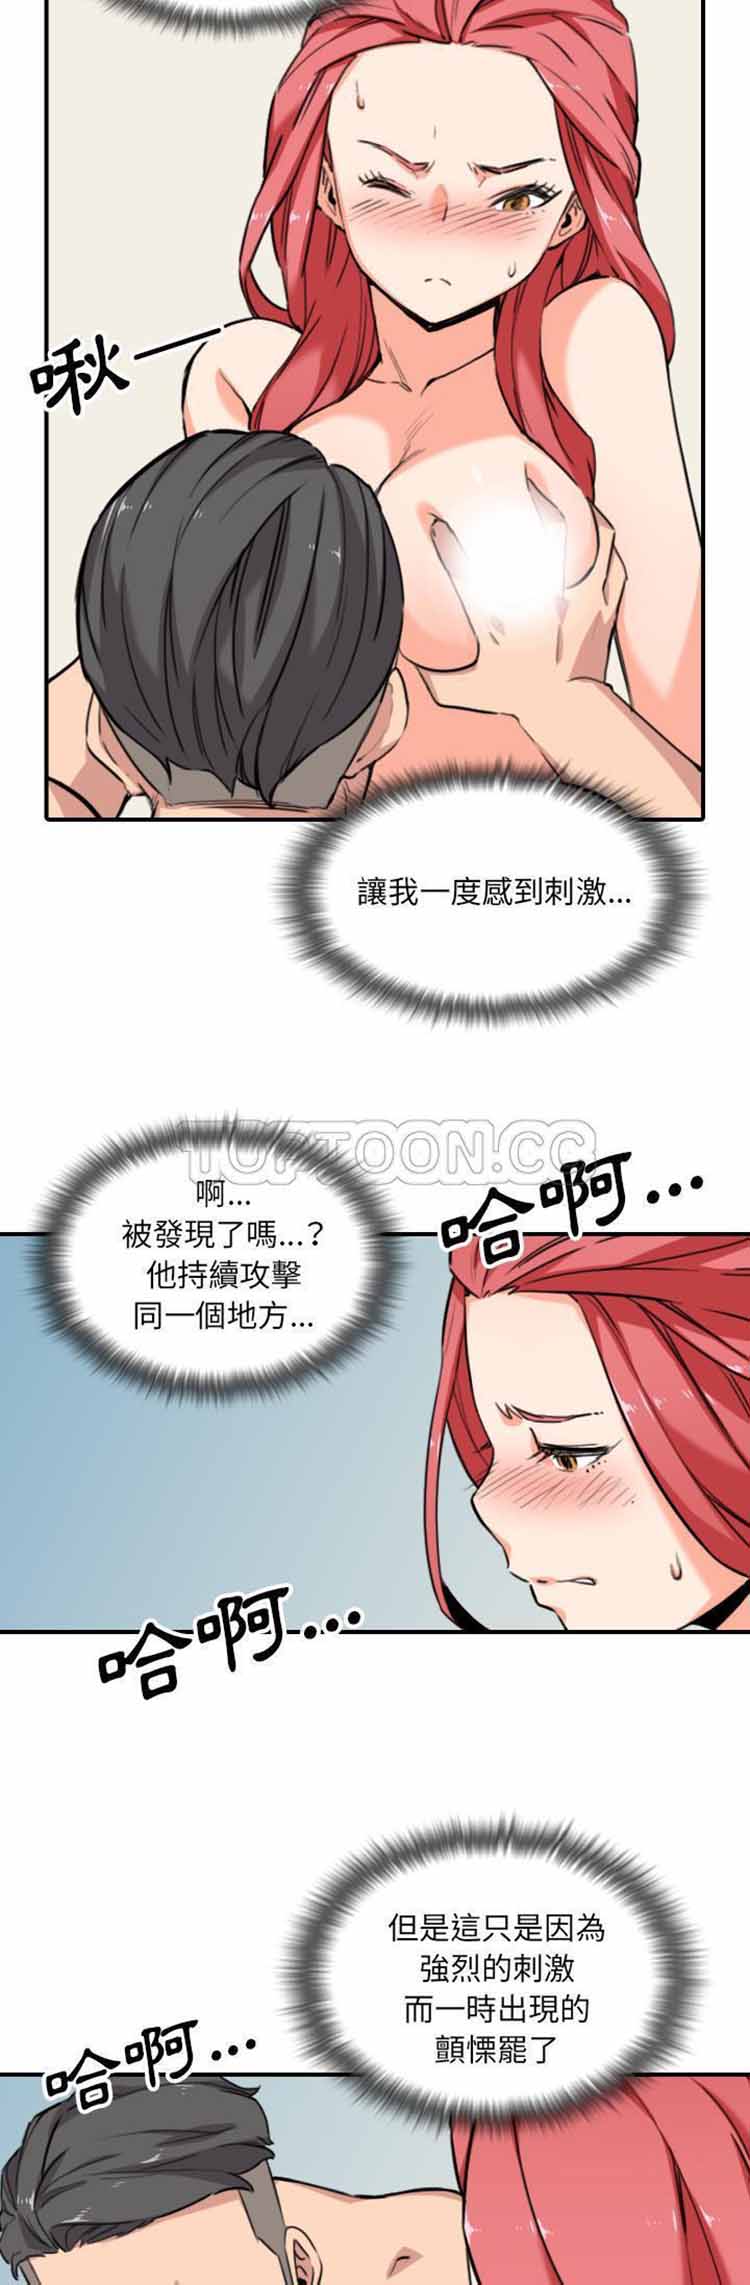 啾一
讓我一度感到刺激...
TOPTOON.CC
啊...
被發現了嗎...？
他持續攻擊
同一個地方...
哈啊...
哈啊...
但是這只是因為
強烈的刺激
而一時出現的
顫慄罷了
哈啊...